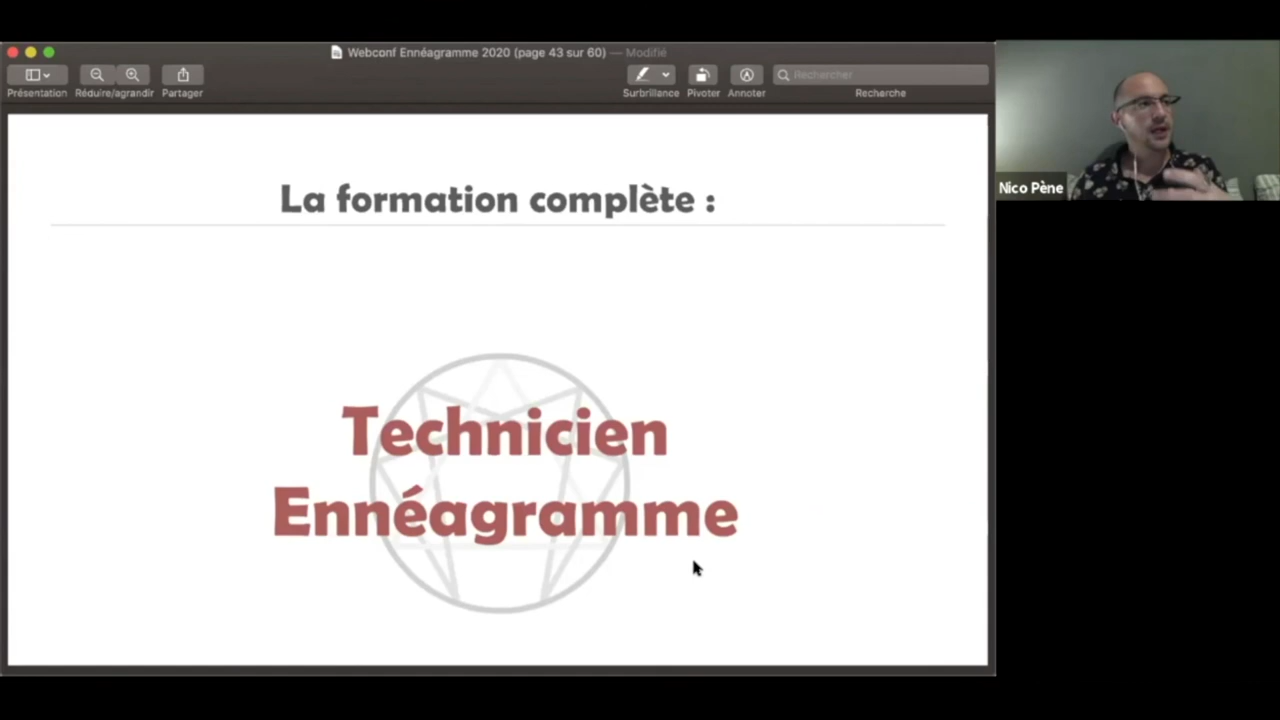 Webconf Ennéagramme 2020 (page 43 sur 60) — Modifié
Présentation
Réduire/agrandir
Partager
Surbrillance
Pivoter
Annoter
Rechercher
Recherche
Nico Pène
La formation complète :
Technicien
Ennéagramme